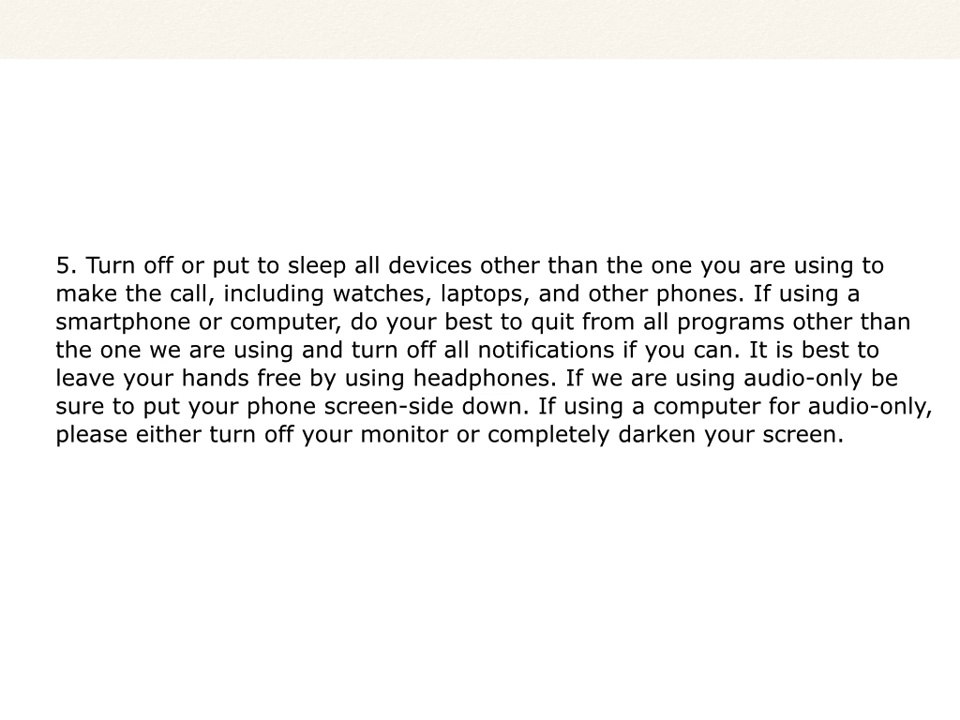 5. Turn off or put to sleep all devices other than the one you are using to
make the call, including watches, laptops, and other phones. If using a
smartphone or computer, do your best to quit from all programs other than
the one we are using and turn off all notifications if you can. It is best to
leave your hands free by using headphones. If we are using audio-only be
sure to put your phone screen-side down. If using a computer for audio-only,
please either turn off your monitor or completely darken your screen.